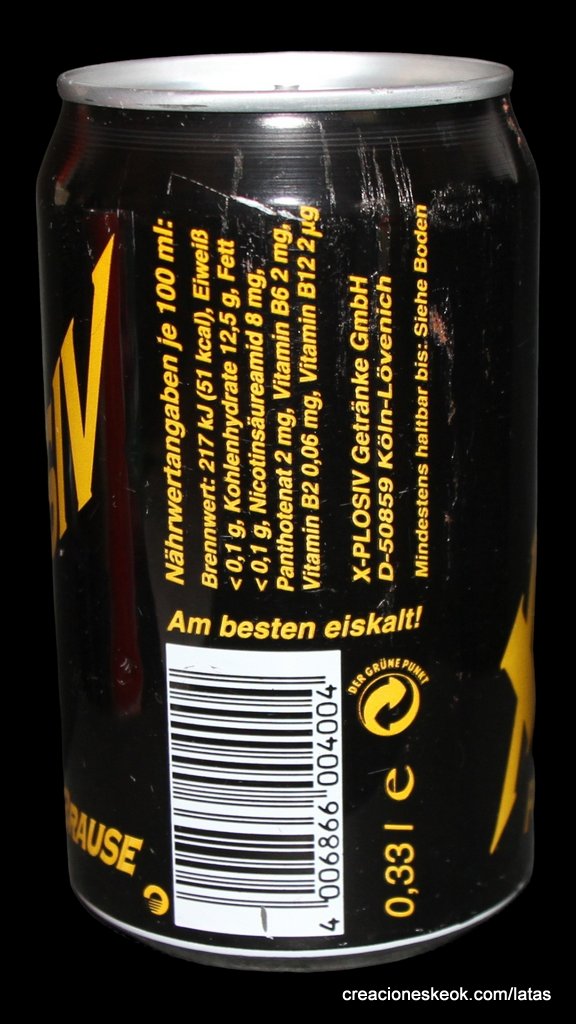 Nährwertangaben je 100 ml:
Brennwert: 217 kJ (51 kcal), Eiweiß
< 0,1 g, Kohlenhydrate 12,5 g, Fett
< 0,1 g, Nicotinsäureamid 8 mg,
Panthotenat 2 mg, Vitamin B6 2 mg,
Vitamin B2 0,06 mg, Vitamin B12 2 µg
X-PLOSIV Getränke GmbH
D-50859 Köln-Lövenich
Mindestens haltbar bis: Siehe Boden
Am besten eiskalt!
DER GRÜNE PUNKT
4 006866 004004
0,33 l e
SIV
RAUSE
creacioneskeok.com/latas